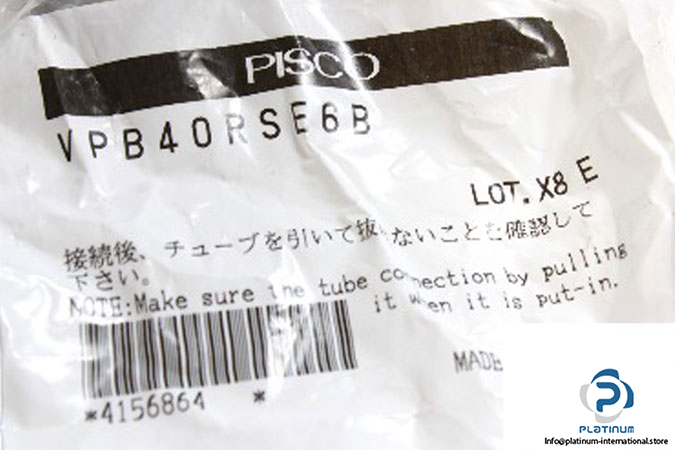 PISCO
VPB40RSE6B
LOT. X8 E
接続後、チューブを引いて抜けないことを確認して
下さい。
NOTE:Make sure the tube connection by pulling
it when it is put-in.
*4156864 *
MADE
PLATINUM
Info@platinum-international.store